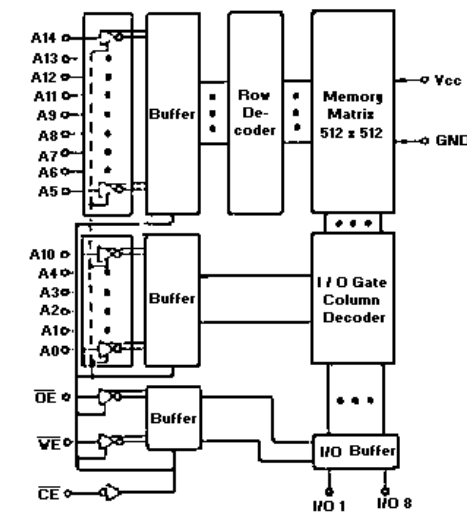 A14
A13
A12
A11
A9
A8
A7
A6
A5
Buffer
Row
De-
coder
Memory
Matrix
512 x 512
Vcc
GND
A10
A4
A3
A2
A1
A0
Buffer
I / O Gate
Column
Decoder
OE
WE
CE
Buffer
I/O Buffer
I/O 1
I/O 8